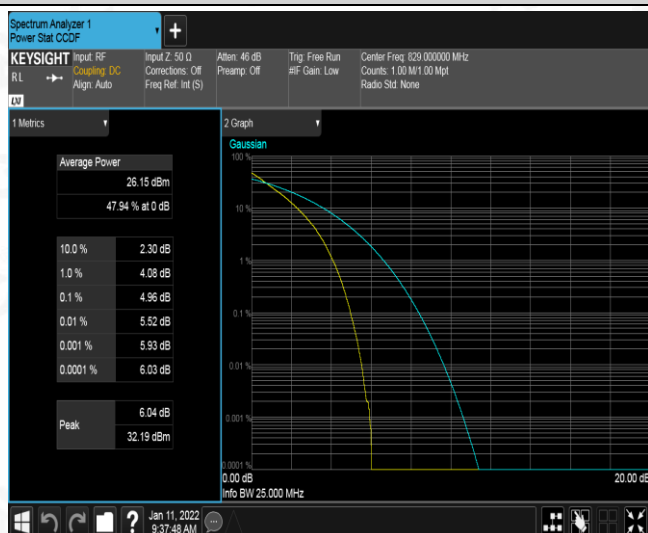 Spectrum Analyzer 1
Power Stat CCDF
KEYSIGHT
RL
LXI
Input: RF
Coupling: DC
Align: Auto
Input Z: 50 Ω
Corrections: Off
Freq Ref: Int (S)
Atten: 46 dB
Preamp: Off
Trig: Free Run
#IF Gain: Low
Center Freq: 829.000000 MHz
Counts: 1.00 M/1.00 Mpt
Radio Std: None
1 Metrics
Average Power
26.15 dBm
47.94 % at 0 dB
10.0 % 2.30 dB
1.0 % 4.08 dB
0.1 % 4.96 dB
0.01 % 5.52 dB
0.001 % 5.93 dB
0.0001 % 6.03 dB
Peak
6.04 dB
32.19 dBm
2 Graph
Gaussian
100 %
10 %
1 %
0.1 %
0.01 %
0.001 %
0.0001 %
0.00 dB
20.00 dB
Info BW 25.000 MHz
?
Jan 11, 2022
9:37:48 AM